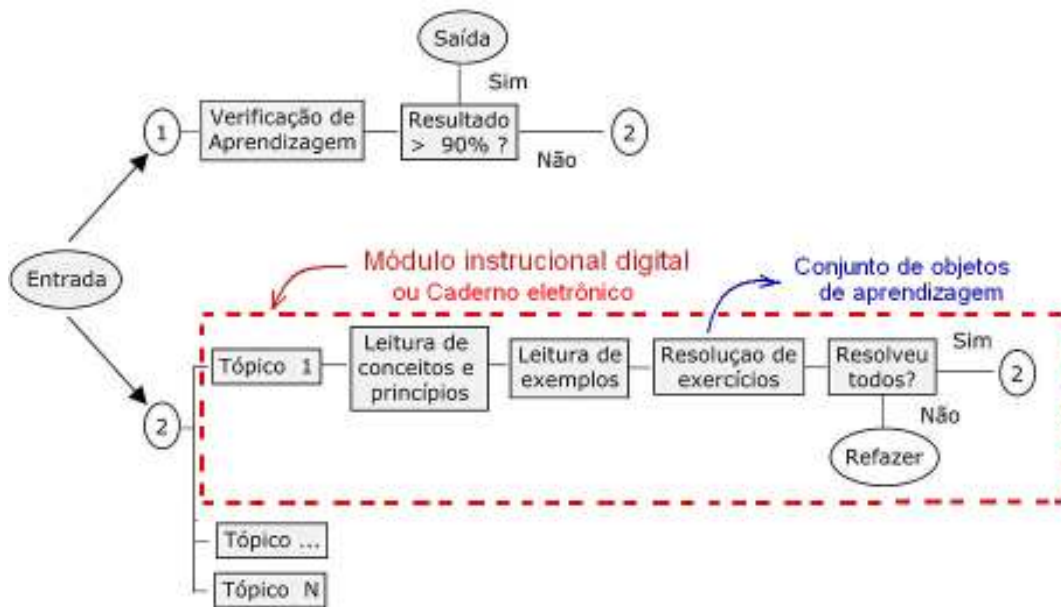 Saída
Sim
1
Verificação de
Aprendizagem
Resultado
> 90% ?
Não
2
Entrada
Módulo instrucional digital
ou Caderno eletrônico
Conjunto de objetos
de aprendizagem
2
Tópico 1
Leitura de
conceitos e
princípios
Leitura de
exemplos
Resoluçao de
exercícios
Resolveu
todos?
Sim
2
Não
Refazer
Tópico ...
Tópico N